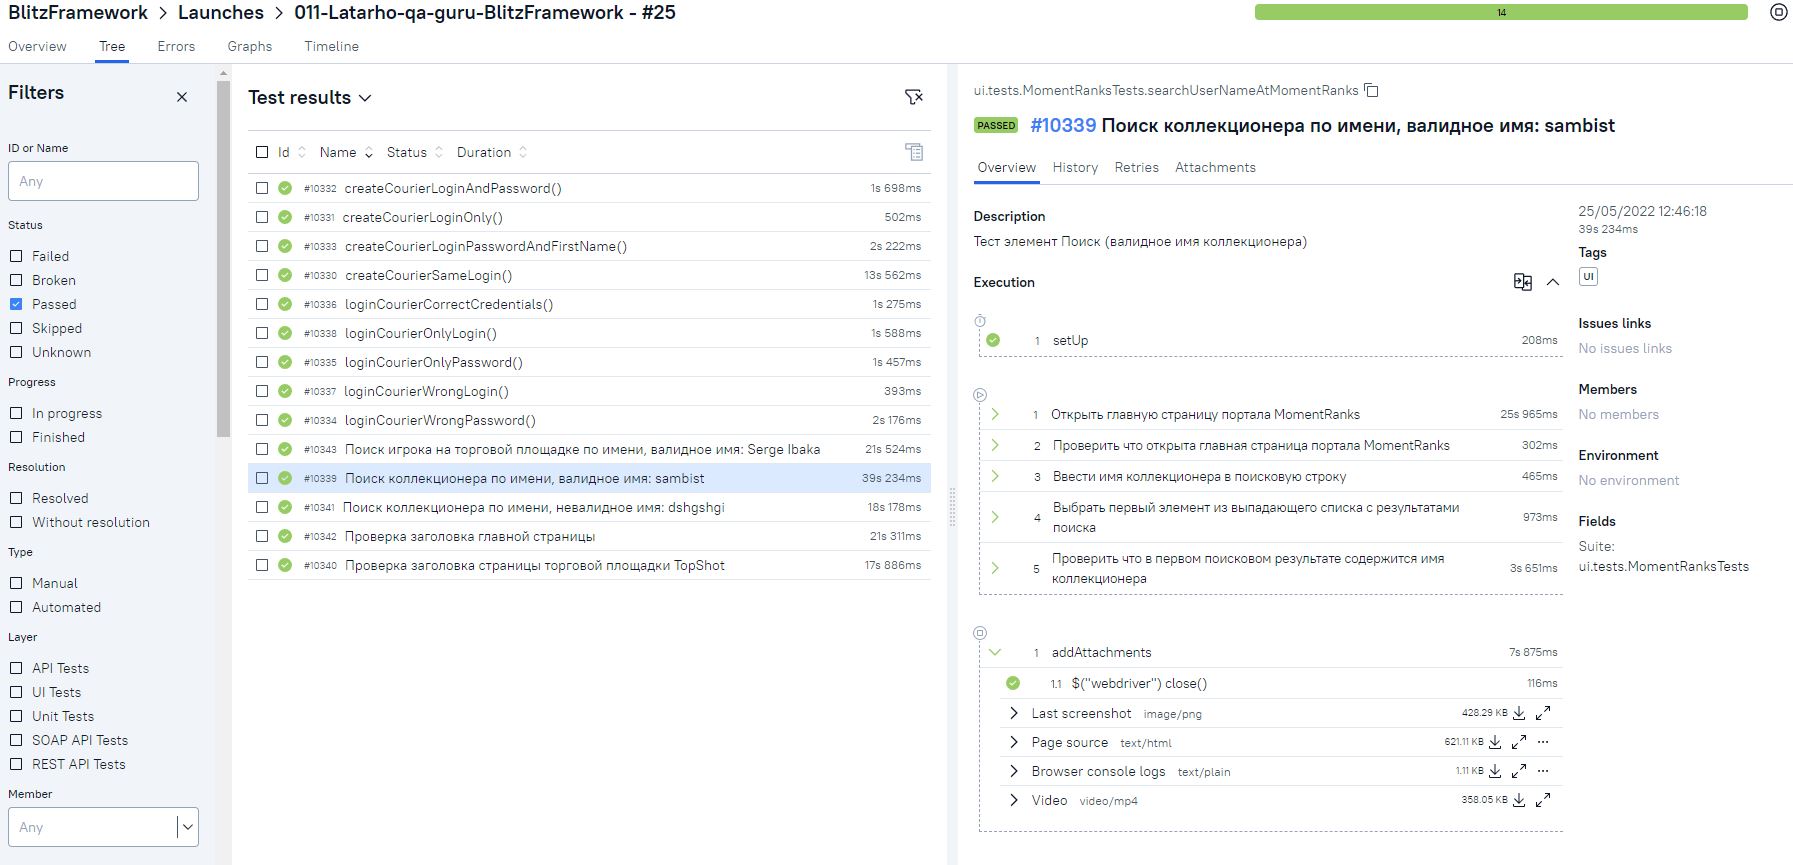 BlitzFramework > Launches > 011-Latarho-qa-guru-BlitzFramework - #25
14
Overview Tree Errors Graphs Timeline
Filters
ID or Name
Any
Status
Failed
Broken
Passed
Skipped
Unknown
Progress
In progress
Finished
Resolution
Resolved
Without resolution
Type
Manual
Automated
Layer
API Tests
UI Tests
Unit Tests
SOAP API Tests
REST API Tests
Member
Any
Test results
Id Name Status Duration
#10332 createCourierLoginAndPassword() 1s 698ms
#10331 createCourierLoginOnly() 502ms
#10333 createCourierLoginPasswordAndFirstName() 2s 222ms
#10330 createCourierSameLogin() 13s 562ms
#10336 loginCourierCorrectCredentials() 1s 275ms
#10338 loginCourierOnlyLogin() 1s 588ms
#10335 loginCourierOnlyPassword() 1s 457ms
#10337 loginCourierWrongLogin() 393ms
#10334 loginCourierWrongPassword() 2s 176ms
#10343 Поиск игрока на торговой площадке по имени, валидное имя: Serge Ibaka 21s 524ms
#10339 Поиск коллекционера по имени, валидное имя: sambist 39s 234ms
#10341 Поиск коллекционера по имени, невалидное имя: dshgshgi 18s 178ms
#10342 Проверка заголовка главной страницы 21s 311ms
#10340 Проверка заголовка страницы торговой площадки TopShot 17s 886ms
ui.tests.MomentRanksTests.searchUserNameAtMomentRanks
PASSED #10339 Поиск коллекционера по имени, валидное имя: sambist
Overview History Retries Attachments
Description
Тест элемент Поиск (валидное имя коллекционера)
Execution
1 setUp 208ms
1 Открыть главную страницу портала MomentRanks 25s 965ms
2 Проверить что открыта главная страница портала MomentRanks 302ms
3 Ввести имя коллекционера в поисковую строку 465ms
4 Выбрать первый элемент из выпадающего списка с результатами
поиска 973ms
5 Проверить что в первом поисковом результате содержится имя
коллекционера 3s 651ms
1 addAttachments 7s 875ms
1.1 $("webdriver") close() 116ms
Last screenshot image/png 428.29 KB
Page source text/html 621.11 KB ...
Browser console logs text/plain 1.11 KB ...
Video video/mp4 358.05 KB
25/05/2022 12:46:18
39s 234ms
Tags
UI
Issues links
No issues links
Members
No members
Environment
No environment
Fields
Suite:
ui.tests.MomentRanksTests